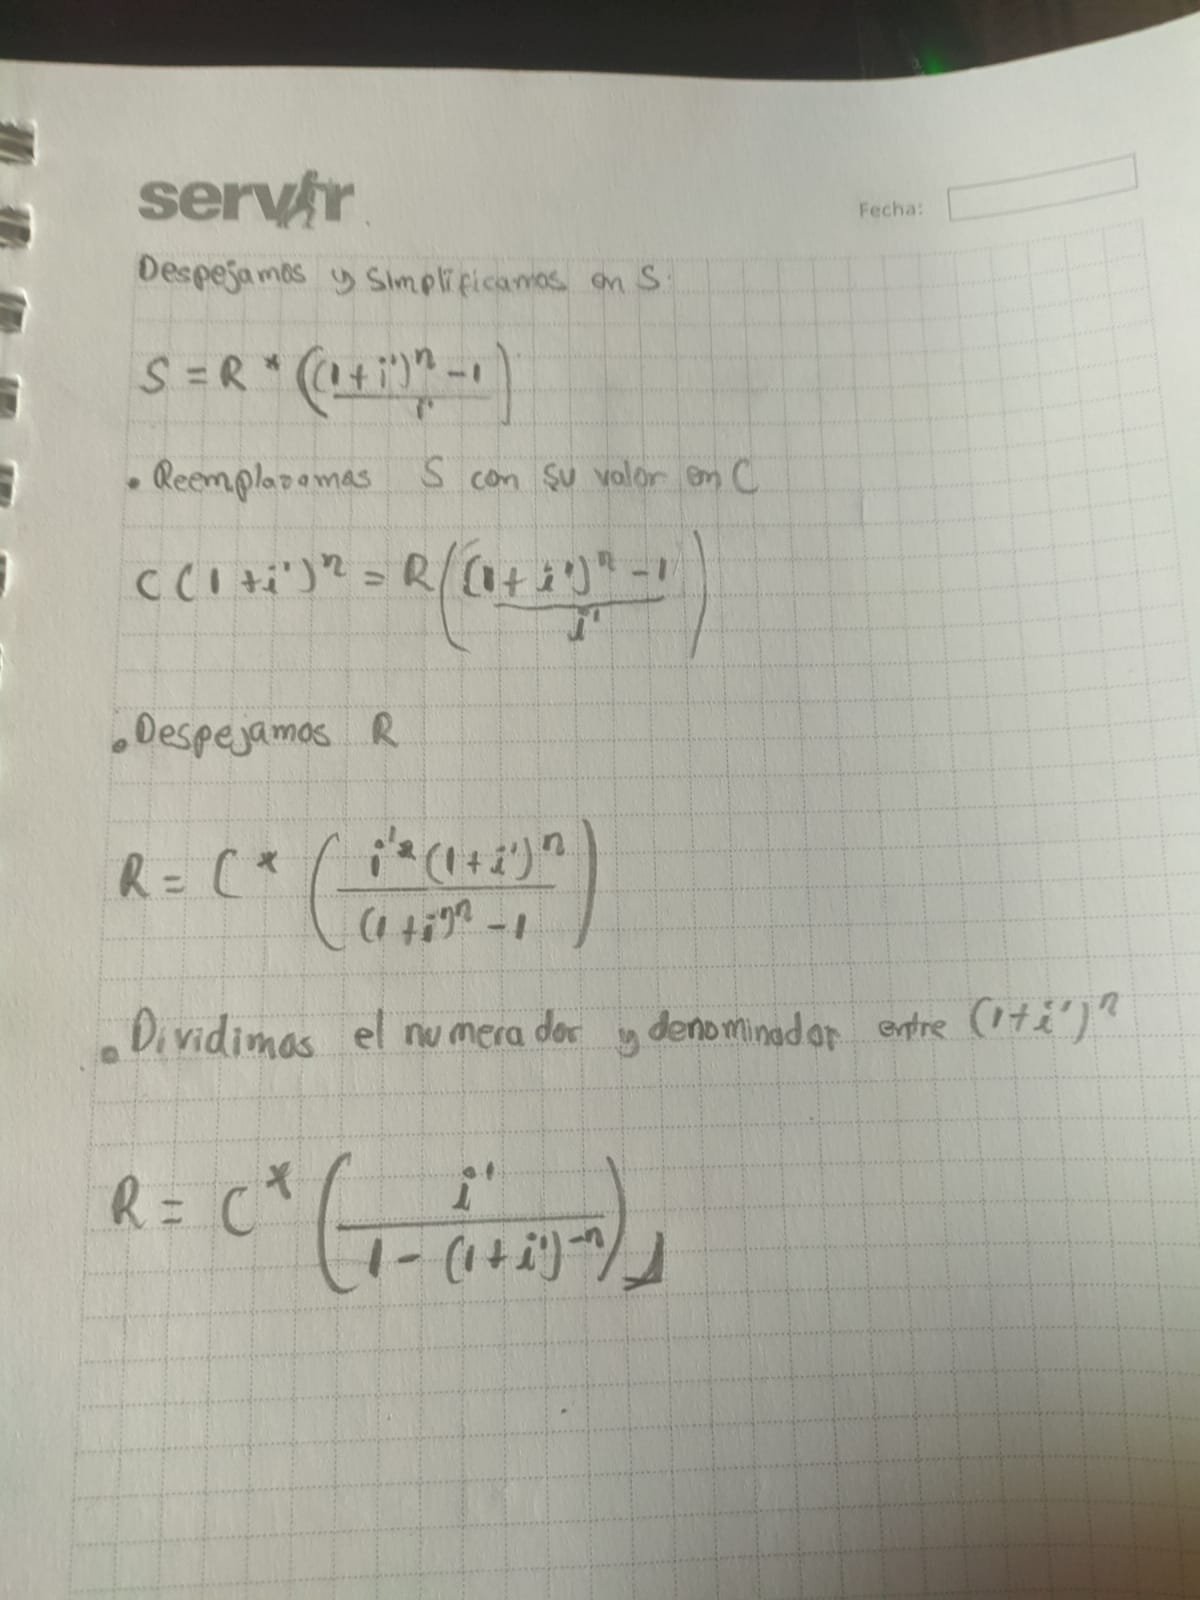 servir
Fecha:
Despejamos y Simplificamos en S.
S = R * (((1+i')^n - 1) / i')
• Reemplazamos S con su valor en C
C(1+i')^n = R(((1+i')^n - 1) / i')
• Despejamos R
R = C * ((i' * (1+i')^n) / ((1+i')^n - 1))
• Dividimos el numerador y denominador entre (1+i')^n
R = C * (i' / (1 - (1+i')^-n))